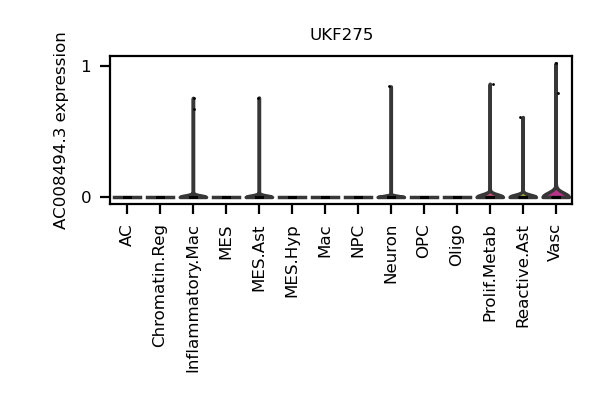 UKF275
AC008494.3 expression
1
0
AC
Chromatin.Reg
Inflammatory.Mac
MES
MES.Ast
MES.Hyp
Mac
NPC
Neuron
OPC
Oligo
Prolif.Metab
Reactive.Ast
Vasc